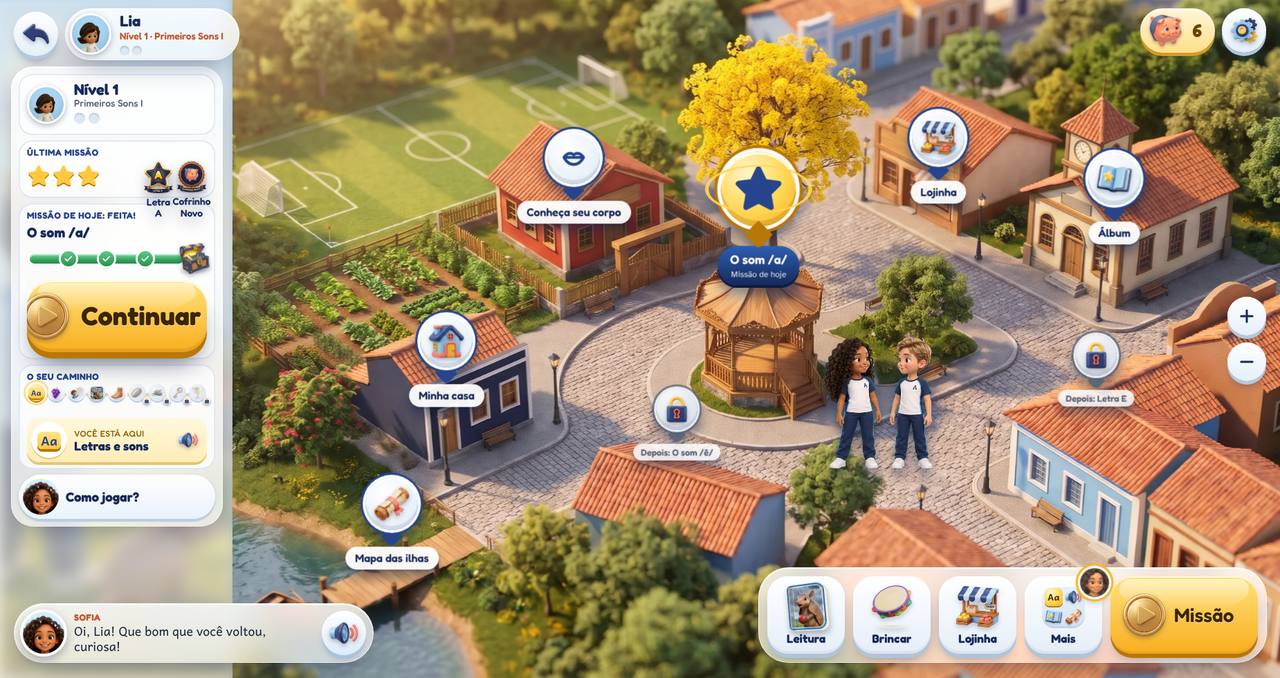 Lia
Nível 1 · Primeiros Sons I
6
Nível 1
Primeiros Sons I
ÚLTIMA MISSÃO
A
Letra A
Cofrinho Novo
MISSÃO DE HOJE: FEITA!
O som /a/
Continuar
O SEU CAMINHO
Aa
Aa
VOCÊ ESTÁ AQUI
Letras e sons
Como jogar?
SOFIA
Oi, Lia! Que bom que você voltou,
curiosa!
Conheça seu corpo
O som /a/
Missão de hoje
Lojinha
Álbum
Minha casa
Depois: O som /ê/
Depois: Letra E
A
A
Mapa das ilhas
+
−
Leitura
Brincar
Lojinha
Aa
Mais
Missão